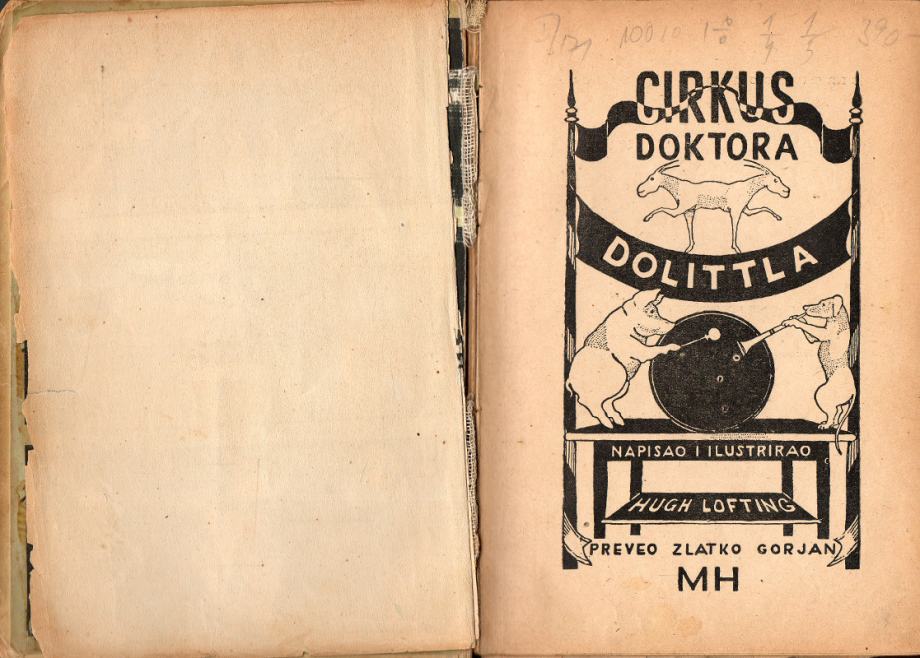 CIRKUS
DOKTORA
DOLITTLA
NAPISAO I ILUSTRIRAO
HUGH LOFTING
PREVEO ZLATKO GORJAN
MH